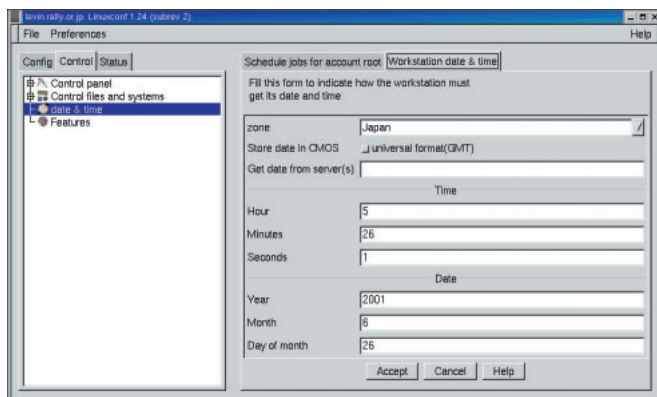 levin.rally.or.jp: Linuxconf 1.24 (subrev 2)
File Preferences Help
Config Control Status
Control panel
Control files and systems
date & time
Features
Schedule jobs for account root Workstation date & time
Fill this form to indicate how the workstation must
get its date and time
zone Japan
Store date in CMOS universal format(GMT)
Get date from server(s)
Time
Hour 5
Minutes 26
Seconds 1
Date
Year 2001
Month 6
Day of month 26
Accept Cancel Help